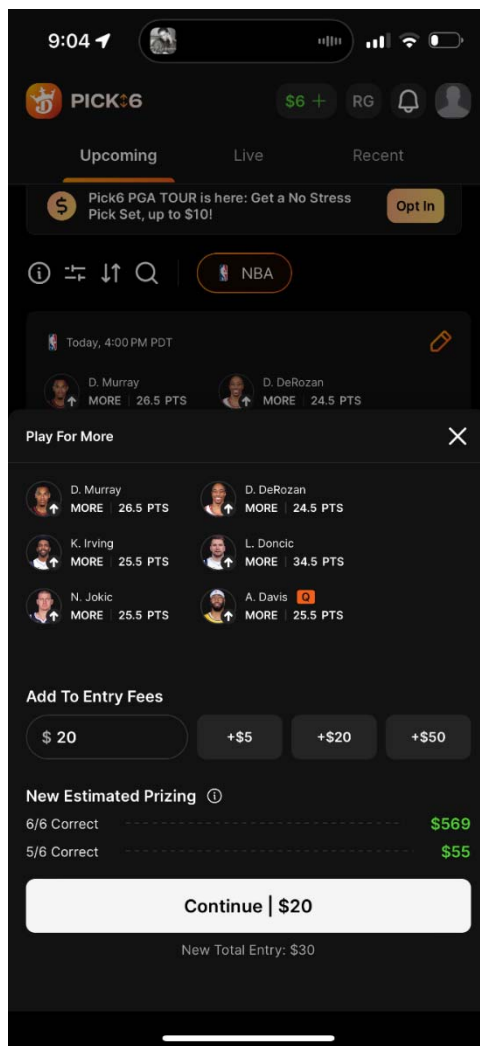 9:04
PICK6
$6 +
RG
Upcoming
Live
Recent
Pick6 PGA TOUR is here: Get a No Stress
Pick Set, up to $10!
Opt In
NBA
Today, 4:00 PM PDT
D. Murray
MORE | 26.5 PTS
D. DeRozan
MORE | 24.5 PTS
Play For More
D. Murray
MORE | 26.5 PTS
D. DeRozan
MORE | 24.5 PTS
K. Irving
MORE | 25.5 PTS
L. Doncic
MORE | 34.5 PTS
N. Jokic
MORE | 25.5 PTS
A. Davis Q
MORE | 25.5 PTS
Add To Entry Fees
$ 20
+$5
+$20
+$50
New Estimated Prizing
6/6 Correct
$569
5/6 Correct
$55
Continue | $20
New Total Entry: $30